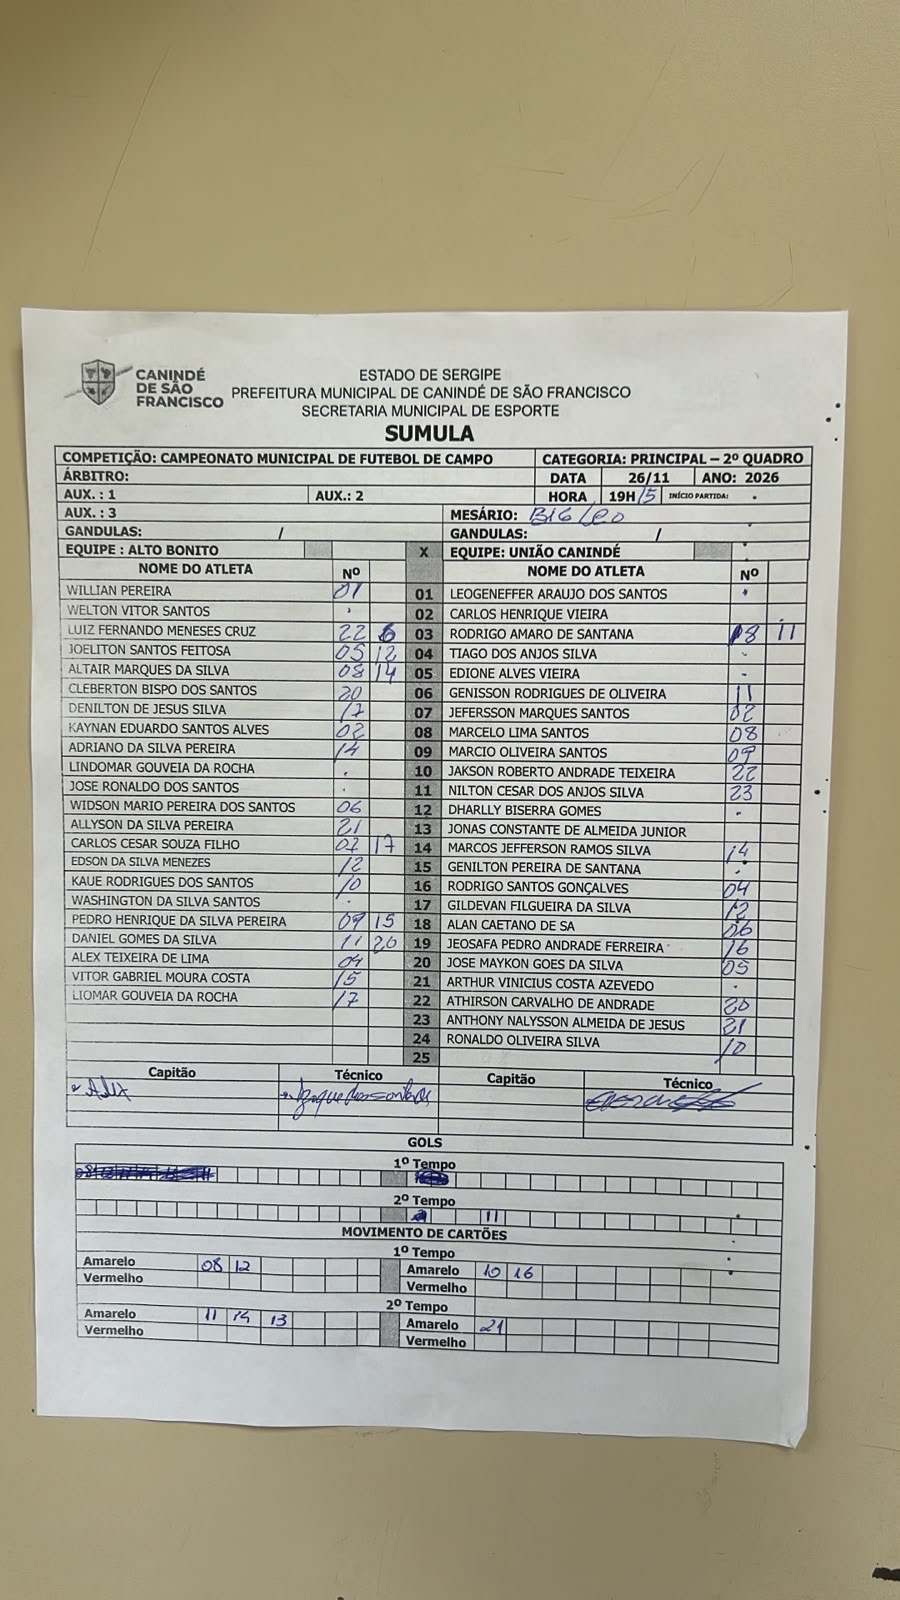 CANINDÉ
DE SÃO
FRANCISCO
ESTADO DE SERGIPE
PREFEITURA MUNICIPAL DE CANINDÉ DE SÃO FRANCISCO
SECRETARIA MUNICIPAL DE ESPORTE
SUMULA
COMPETIÇÃO: CAMPEONATO MUNICIPAL DE FUTEBOL DE CAMPO CATEGORIA: PRINCIPAL – 2º QUADRO
ÁRBITRO: DATA 26/11 ANO: 2026
AUX. : 1 AUX.: 2 HORA 19H15 INÍCIO PARTIDA:
AUX. : 3 MESÁRIO: BIG LEO
GANDULAS: / GANDULAS: /
EQUIPE : ALTO BONITO X EQUIPE: UNIÃO CANINDÉ
NOME DO ATLETA Nº NOME DO ATLETA Nº
WILLIAN PEREIRA 01 01 LEOGENEFFER ARAUJO DOS SANTOS
WELTON VITOR SANTOS 02 CARLOS HENRIQUE VIEIRA
LUIZ FERNANDO MENESES CRUZ 22 6 03 RODRIGO AMARO DE SANTANA 18 11
JOELITON SANTOS FEITOSA 05 12 04 TIAGO DOS ANJOS SILVA
ALTAIR MARQUES DA SILVA 08 14 05 EDIONE ALVES VIEIRA
CLEBERTON BISPO DOS SANTOS 20 06 GENISSON RODRIGUES DE OLIVEIRA 11
DENILTON DE JESUS SILVA 17 07 JEFERSSON MARQUES SANTOS 02
KAYNAN EDUARDO SANTOS ALVES 02 08 MARCELO LIMA SANTOS 08
ADRIANO DA SILVA PEREIRA 14 09 MARCIO OLIVEIRA SANTOS 09
LINDOMAR GOUVEIA DA ROCHA 10 JAKSON ROBERTO ANDRADE TEIXEIRA 22
JOSE RONALDO DOS SANTOS 11 NILTON CESAR DOS ANJOS SILVA 23
WIDSON MARIO PEREIRA DOS SANTOS 06 12 DHARLLY BISERRA GOMES
ALLYSON DA SILVA PEREIRA 21 13 JONAS CONSTANTE DE ALMEIDA JUNIOR
CARLOS CESAR SOUZA FILHO 07 17 14 MARCOS JEFFERSON RAMOS SILVA 14
EDSON DA SILVA MENEZES 12 15 GENILTON PEREIRA DE SANTANA
KAUE RODRIGUES DOS SANTOS 10 16 RODRIGO SANTOS GONÇALVES 04
WASHINGTON DA SILVA SANTOS 17 GILDEVAN FILGUEIRA DA SILVA 12
PEDRO HENRIQUE DA SILVA PEREIRA 09 15 18 ALAN CAETANO DE SA 06
DANIEL GOMES DA SILVA 11 20 19 JEOSAFA PEDRO ANDRADE FERREIRA 16
ALEX TEIXEIRA DE LIMA 04 20 JOSE MAYKON GOES DA SILVA 05
VITOR GABRIEL MOURA COSTA 15 21 ARTHUR VINICIUS COSTA AZEVEDO
LIOMAR GOUVEIA DA ROCHA 17 22 ATHIRSON CARVALHO DE ANDRADE 20
23 ANTHONY NALYSSON ALMEIDA DE JESUS 21
24 RONALDO OLIVEIRA SILVA 10
25
Capitão Técnico Capitão Técnico
Alex
GOLS
1º Tempo
2º Tempo
11
MOVIMENTO DE CARTÕES
1º Tempo
Amarelo 08 12 Amarelo 10 16
Vermelho Vermelho
2º Tempo
Amarelo 11 14 13 Amarelo 21
Vermelho Vermelho